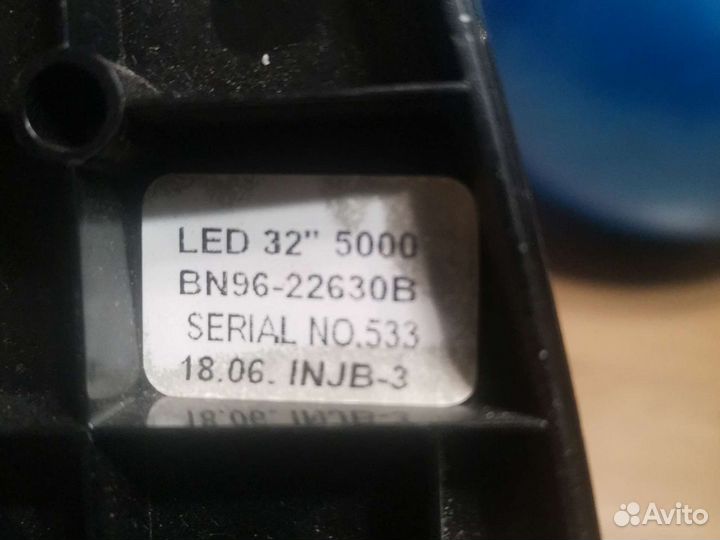 LED 32" 5000
BN96-22630B
SERIAL NO.533
18.06. INJB-3
Avito